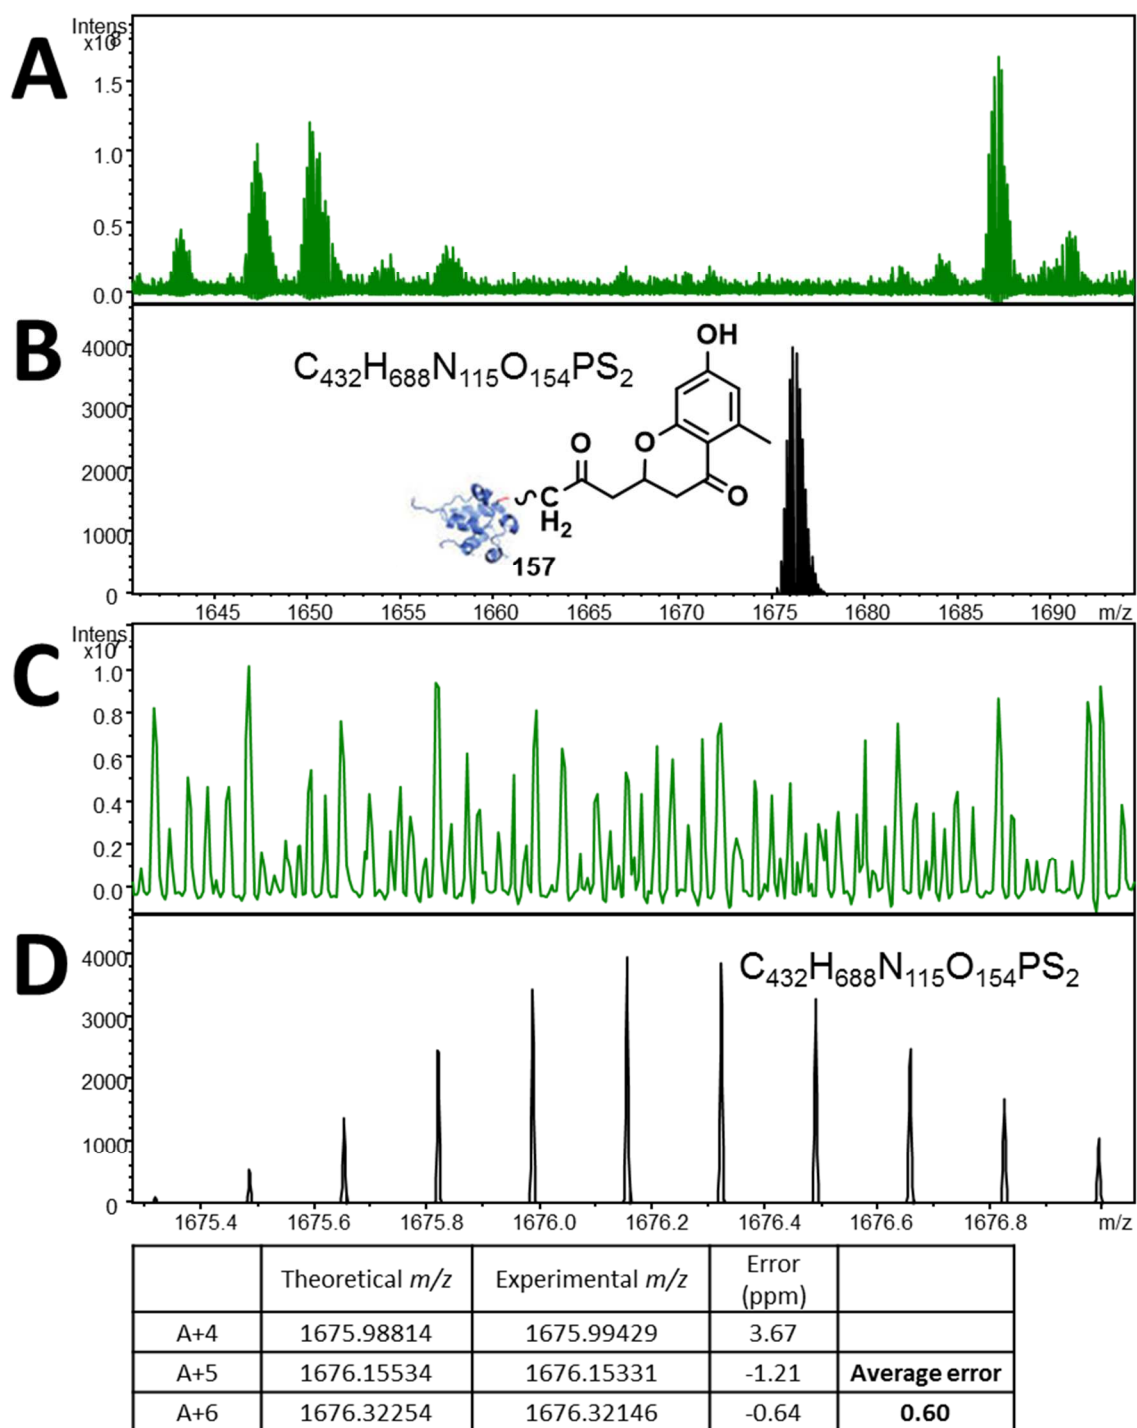 A
Intens.
x10⁸
1.5
1.0
0.5
0.0
B
4000
3000
2000
1000
0
C₄₃₂H₆₈₈N₁₁₅O₁₅₄PS₂
OH
O
O
O
C
H₂
157
1645 1650 1655 1660 1665 1670 1675 1680 1685 1690 m/z
C
Intens.
x10⁷
1.0
0.8
0.6
0.4
0.2
0.0
D
4000
3000
2000
1000
0
C₄₃₂H₆₈₈N₁₁₅O₁₅₄PS₂
1675.4 1675.6 1675.8 1676.0 1676.2 1676.4 1676.6 1676.8 m/z
Theoretical m/z Experimental m/z Error (ppm)
A+4 1675.98814 1675.99429 3.67
A+5 1676.15534 1676.15331 -1.21 Average error
A+6 1676.32254 1676.32146 -0.64 0.60